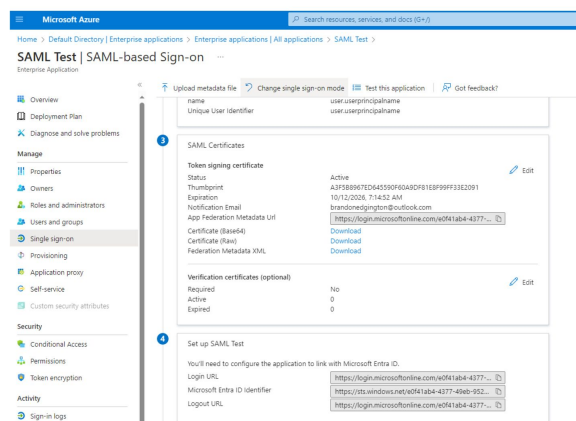 Microsoft Azure
Search resources, services, and docs (G+/)
Home > Default Directory | Enterprise applications > Enterprise applications | All applications > SAML Test >
SAML Test | SAML-based Sign-on ...
Enterprise Application
Upload metadata file Change single sign-on mode Test this application Got feedback?
Overview
Deployment Plan
Diagnose and solve problems
Manage
Properties
Owners
Roles and administrators
Users and groups
Single sign-on
Provisioning
Application proxy
Self-service
Custom security attributes
Security
Conditional Access
Permissions
Token encryption
Activity
Sign-in logs
name user.userprincipalname
Unique User Identifier user.userprincipalname
3
SAML Certificates
Token signing certificate
Edit
Status Active
Thumbprint A3F5B8967ED645590F60A9DF81E8F99FF33E2091
Expiration 10/12/2026, 7:14:52 AM
Notification Email brandonedgington@outlook.com
App Federation Metadata Url https://login.microsoftonline.com/e0f41ab4-4377-...
Certificate (Base64) Download
Certificate (Raw) Download
Federation Metadata XML Download
Verification certificates (optional)
Edit
Required No
Active 0
Expired 0
4
Set up SAML Test
You'll need to configure the application to link with Microsoft Entra ID.
Login URL https://login.microsoftonline.com/e0f41ab4-4377-...
Microsoft Entra ID Identifier https://sts.windows.net/e0f41ab4-4377-49eb-952...
Logout URL https://login.microsoftonline.com/e0f41ab4-4377-...